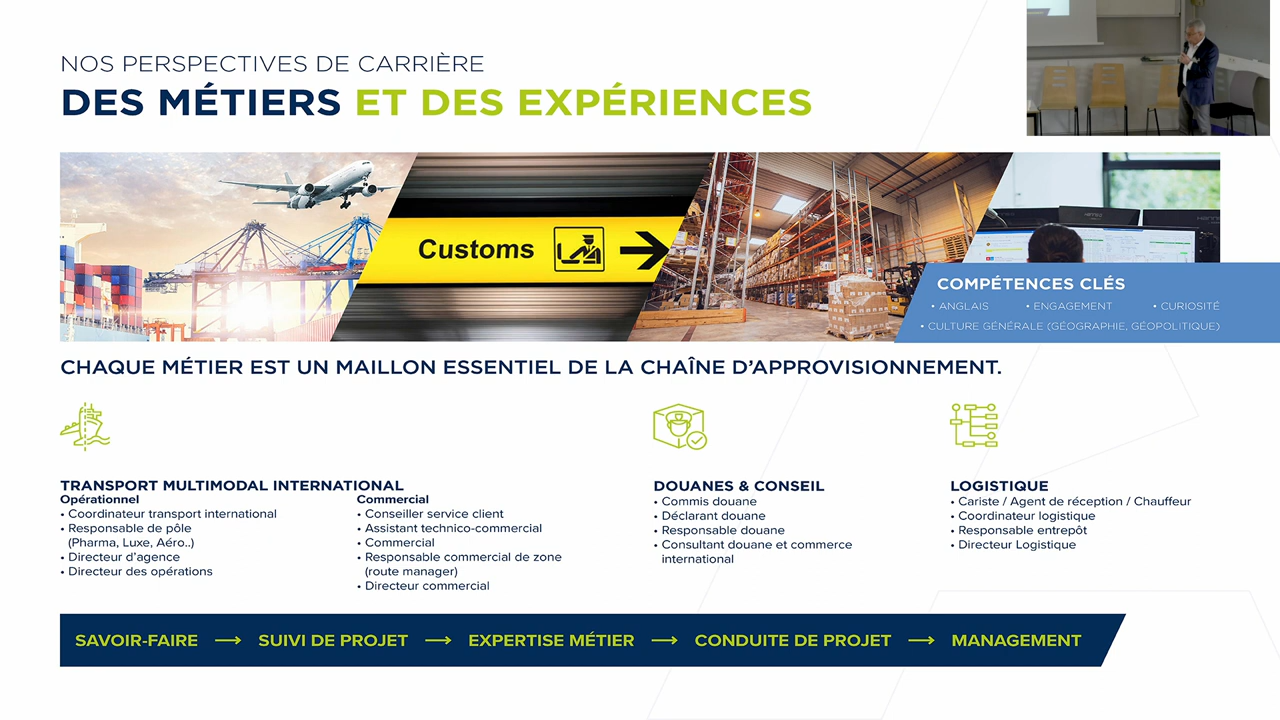 NOS PERSPECTIVES DE CARRIÈRE
DES MÉTIERS ET DES EXPÉRIENCES
Customs
COMPÉTENCES CLÉS
• ANGLAIS • ENGAGEMENT • CURIOSITÉ
• CULTURE GÉNÉRALE (GÉOGRAPHIE, GÉOPOLITIQUE)
CHAQUE MÉTIER EST UN MAILLON ESSENTIEL DE LA CHAÎNE D'APPROVISIONNEMENT.
TRANSPORT MULTIMODAL INTERNATIONAL
Opérationnel
• Coordinateur transport international
• Responsable de pôle
(Pharma, Luxe, Aéro..)
• Directeur d'agence
• Directeur des opérations
Commercial
• Conseiller service client
• Assistant technico-commercial
• Commercial
• Responsable commercial de zone
(route manager)
• Directeur commercial
DOUANES & CONSEIL
• Commis douane
• Déclarant douane
• Responsable douane
• Consultant douane et commerce
international
LOGISTIQUE
• Cariste / Agent de réception / Chauffeur
• Coordinateur logistique
• Responsable entrepôt
• Directeur Logistique
SAVOIR-FAIRE → SUIVI DE PROJET → EXPERTISE MÉTIER → CONDUITE DE PROJET → MANAGEMENT